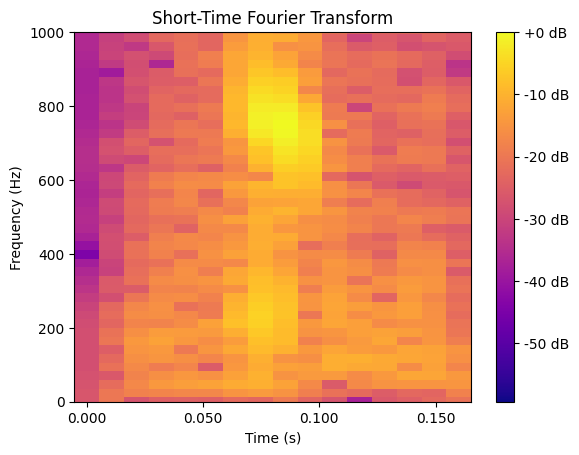 Short-Time Fourier Transform
Frequency (Hz)
1000
800
600
400
200
0
0.000
0.050
0.100
0.150
Time (s)
+0 dB
-10 dB
-20 dB
-30 dB
-40 dB
-50 dB